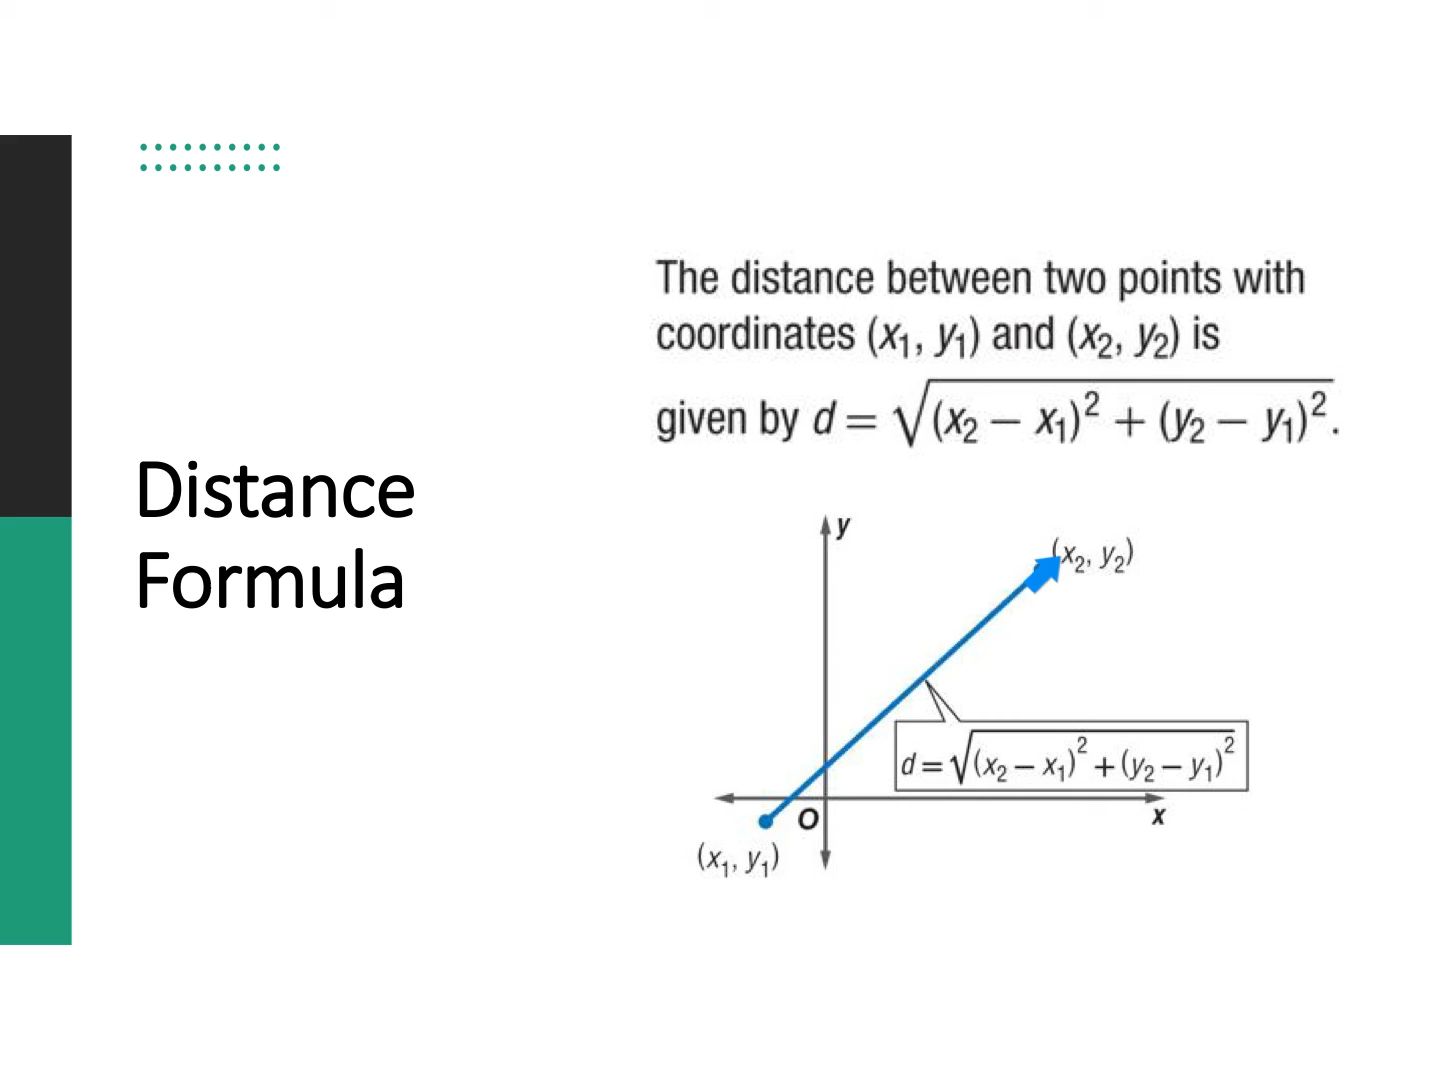 Distance
Formula
The distance between two points with
coordinates (x₁, y₁) and (x₂, y₂) is
given by d = √(x₂ − x₁)² + (y₂ − y₁)².
y
(x₂, y₂)
d = √(x₂ − x₁)² + (y₂ − y₁)²
O
x
(x₁, y₁)